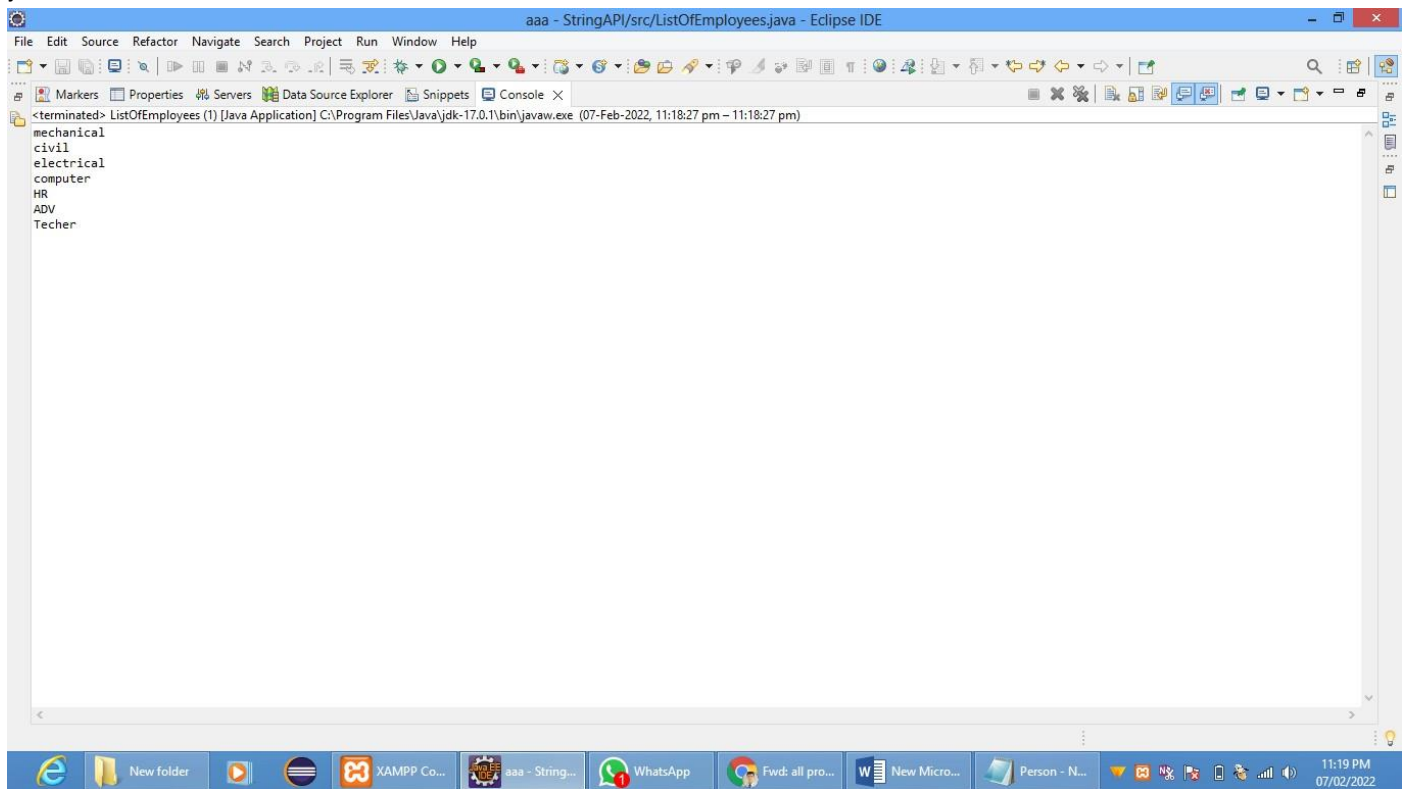 aaa - StringAPI/src/ListOfEmployees.java - Eclipse IDE
File Edit Source Refactor Navigate Search Project Run Window Help
Markers Properties Servers Data Source Explorer Snippets Console
<terminated> ListOfEmployees (1) [Java Application] C:\Program Files\Java\jdk-17.0.1\bin\javaw.exe (07-Feb-2022, 11:18:27 pm – 11:18:27 pm)
mechanical
civil
electrical
computer
HR
ADV
Techer
New folder XAMPP Co... aaa - String... WhatsApp Fwd: all pro... New Micro... Person - N... 11:19 PM
07/02/2022